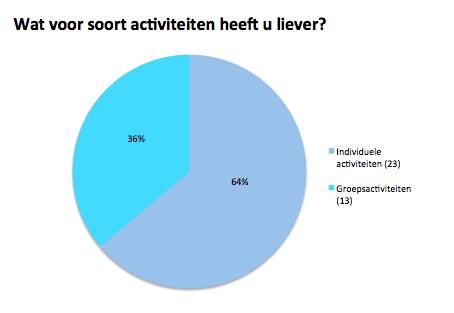 Wat voor soort activiteiten heeft u liever?
36%
64%
Individuele
activiteiten (23)
Groepsactiviteiten
(13)